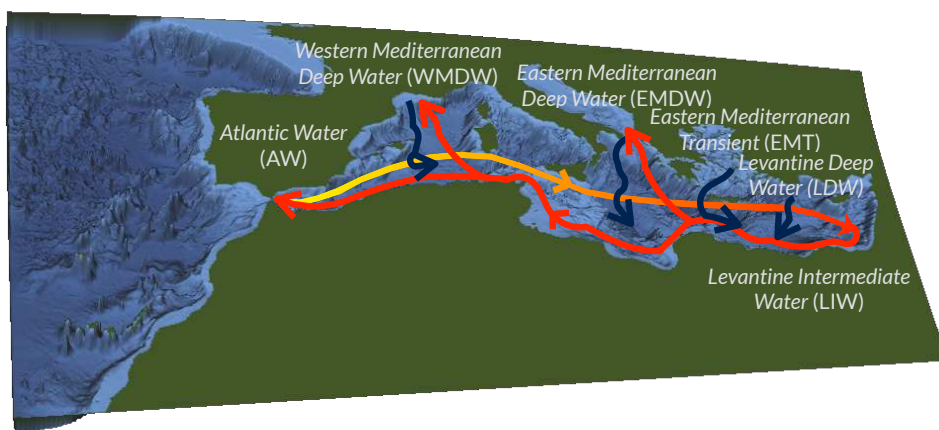 Western Mediterranean
Deep Water (WMDW)
Eastern Mediterranean
Deep Water (EMDW)
Eastern Mediterranean
Transient (EMT)
Atlantic Water
(AW)
Levantine Deep
Water (LDW)
Levantine Intermediate
Water (LIW)